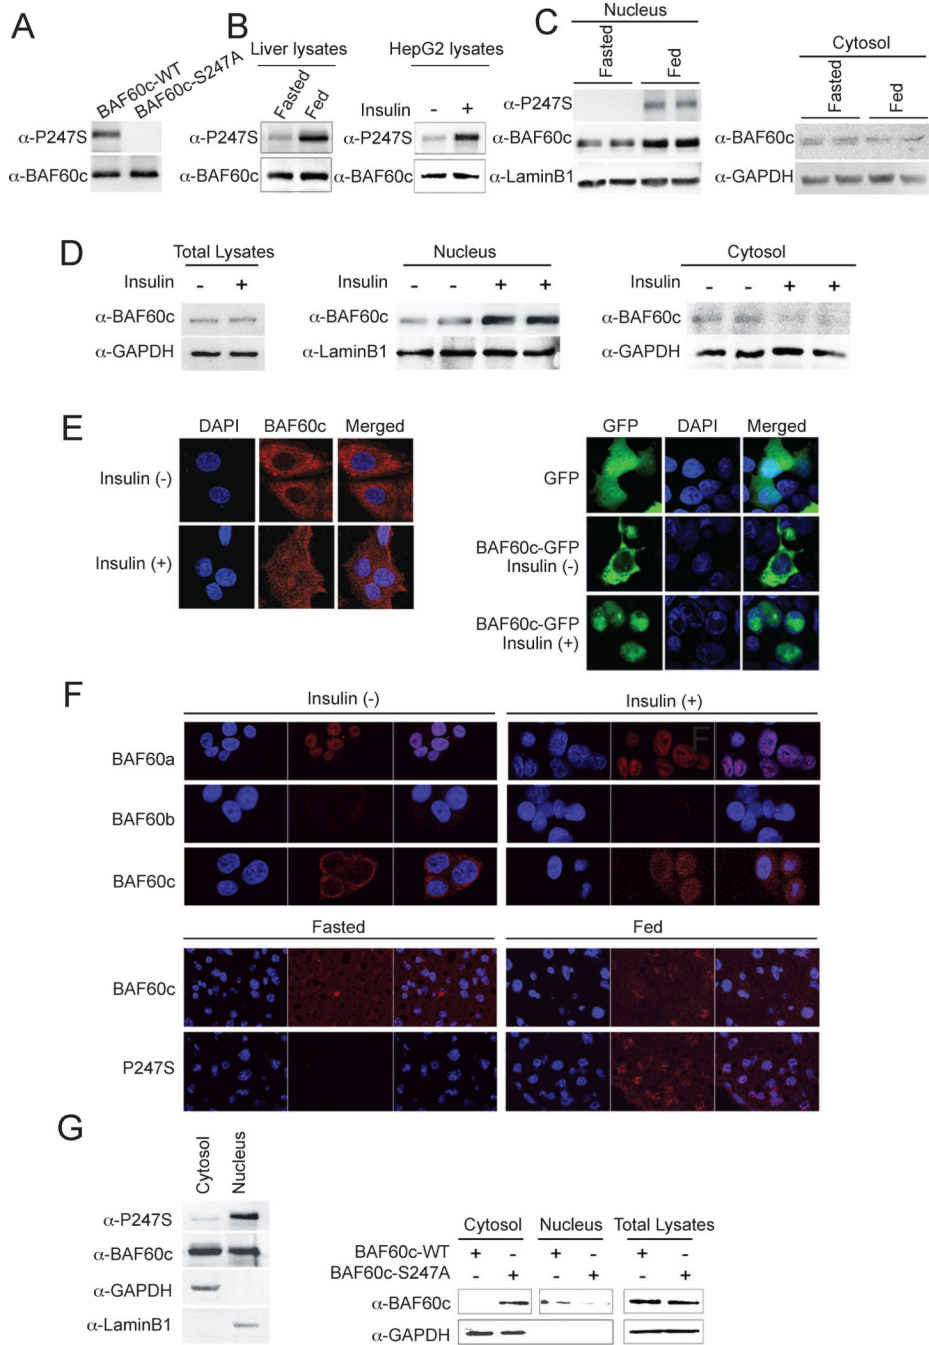 A
BAF60c-WT
BAF60c-S247A
α-P247S
α-BAF60c
B
Liver lysates
Fasted
Fed
α-P247S
α-BAF60c
HepG2 lysates
Insulin - +
α-P247S
α-BAF60c
C
Nucleus
Fasted
Fed
α-P247S
α-BAF60c
α-LaminB1
Cytosol
Fasted
Fed
α-BAF60c
α-GAPDH
D
Total Lysates
Insulin - +
α-BAF60c
α-GAPDH
Nucleus
Insulin - - + +
α-BAF60c
α-LaminB1
Cytosol
Insulin - - + +
α-BAF60c
α-GAPDH
E
DAPI BAF60c Merged
Insulin (-)
Insulin (+)
GFP DAPI Merged
GFP
BAF60c-GFP
Insulin (-)
BAF60c-GFP
Insulin (+)
F
Insulin (-) Insulin (+)
F
BAF60a
BAF60b
BAF60c
Fasted Fed
BAF60c
P247S
G
Cytosol
Nucleus
α-P247S
α-BAF60c
α-GAPDH
α-LaminB1
Cytosol Nucleus Total Lysates
BAF60c-WT + - + - + -
BAF60c-S247A - + - + - +
α-BAF60c
α-GAPDH